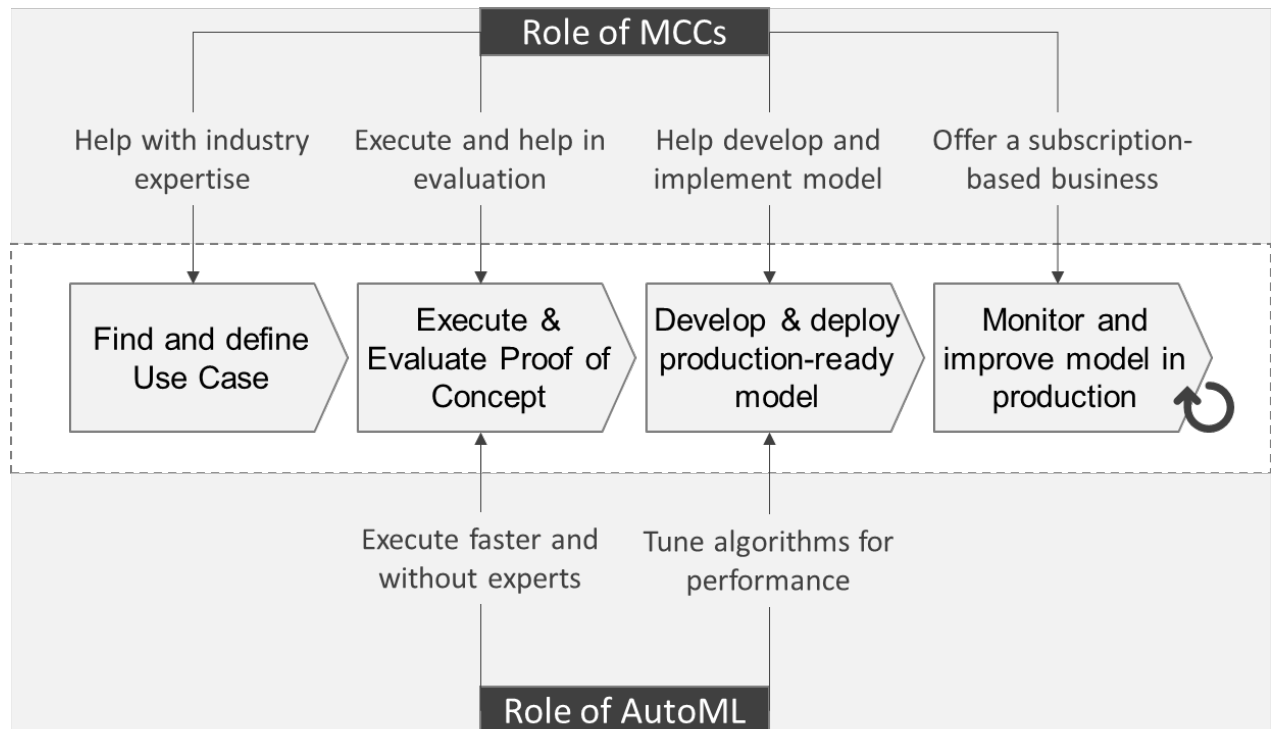 Role of MCCs
Help with industry
expertise
Execute and help in
evaluation
Help develop and
implement model
Offer a subscription-
based business
Find and define
Use Case
Execute &
Evaluate Proof of
Concept
Develop & deploy
production-ready
model
Monitor and
improve model in
production
Execute faster and
without experts
Tune algorithms for
performance
Role of AutoML